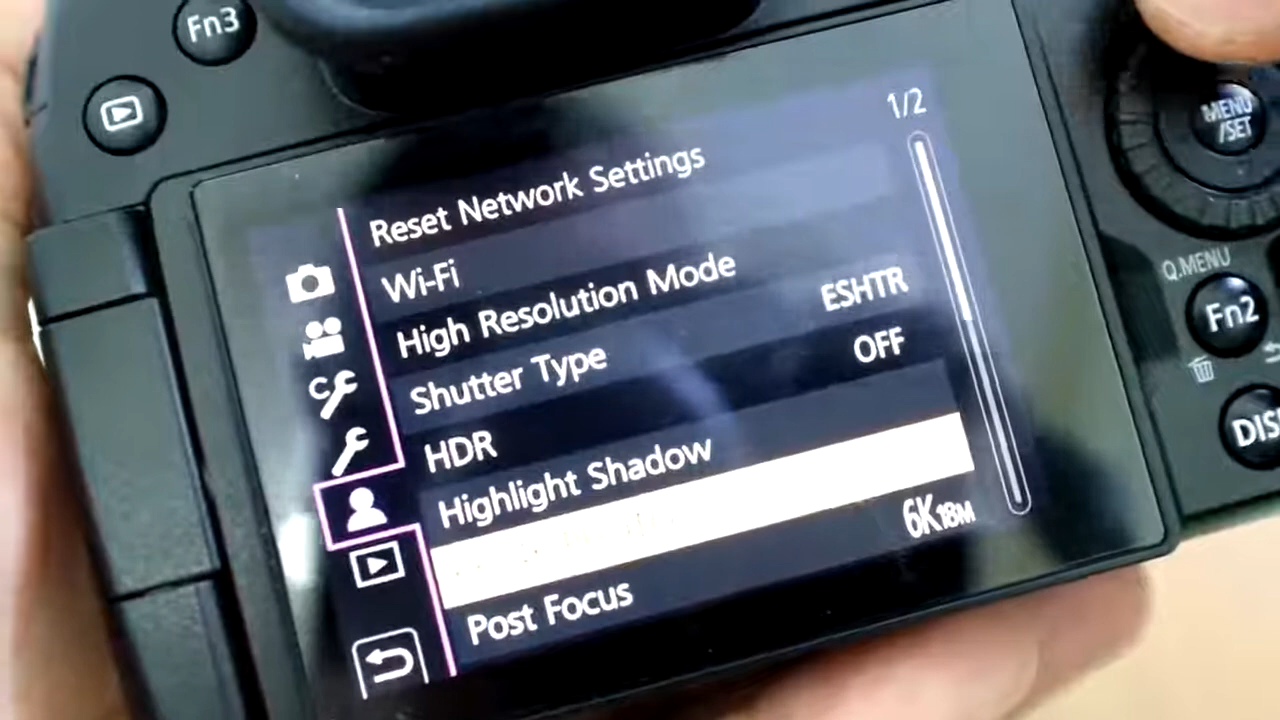 Fn3
1/2
Reset Network Settings
Wi-Fi
High Resolution Mode
Shutter Type ESHTR
HDR OFF
Highlight Shadow
Post Focus 6K18M
MENU
/SET
Q.MENU
Fn2
DIS